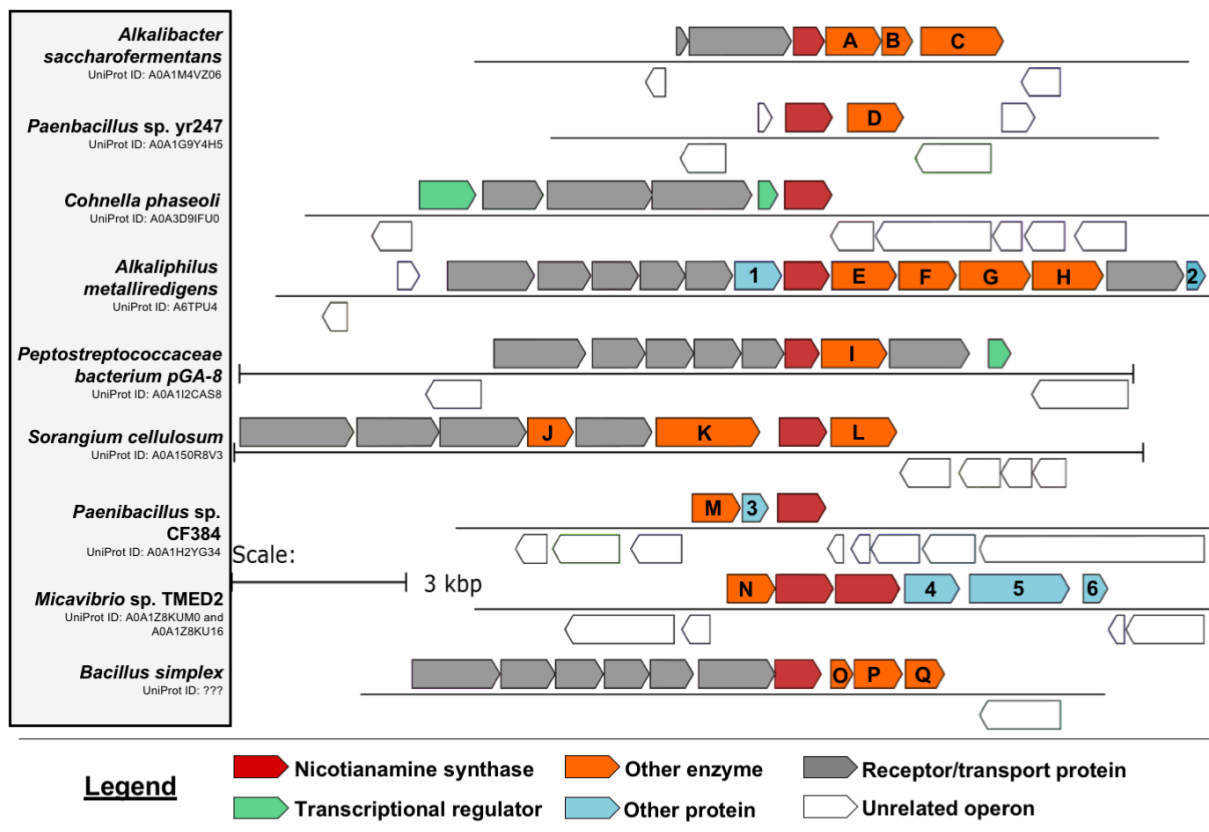 Alkalibacter
saccharofermentans
UniProt ID: A0A1M4VZ06
A B C
Paenbacillus sp. yr247
UniProt ID: A0A1G9Y4H5
D
Cohnella phaseoli
UniProt ID: A0A3D9IFU0
Alkaliphilus
metalliredigens
UniProt ID: A6TPU4
1 E F G H 2
Peptostreptococcaceae
bacterium pGA-8
UniProt ID: A0A1I2CAS8
I
Sorangium cellulosum
UniProt ID: A0A150R8V3
J K L
Paenibacillus sp.
CF384
UniProt ID: A0A1H2YG34
M 3
Scale:
3 kbp
Micavibrio sp. TMED2
UniProt ID: A0A1Z8KUM0 and
A0A1Z8KU16
N 4 5 6
Bacillus simplex
UniProt ID: ???
O P Q
Legend
Nicotianamine synthase
Other enzyme
Receptor/transport protein
Transcriptional regulator
Other protein
Unrelated operon